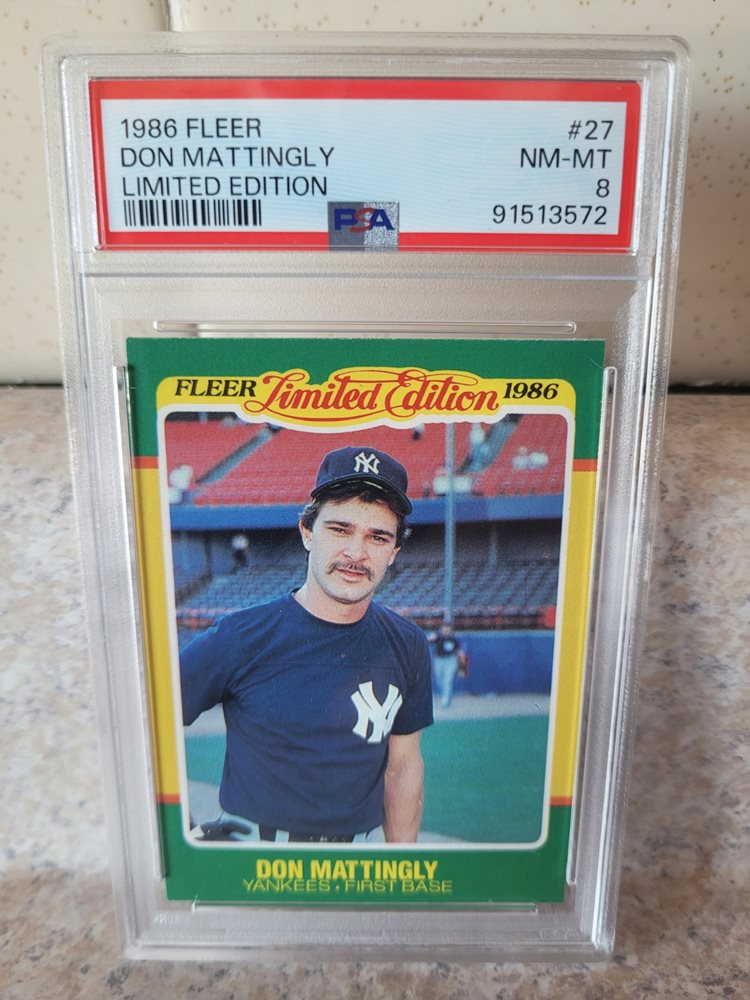 1986 FLEER #27
DON MATTINGLY NM-MT
LIMITED EDITION 8
PSA 91513572
FLEER Limited Edition 1986
NY
NY
DON MATTINGLY
YANKEES • FIRST BASE